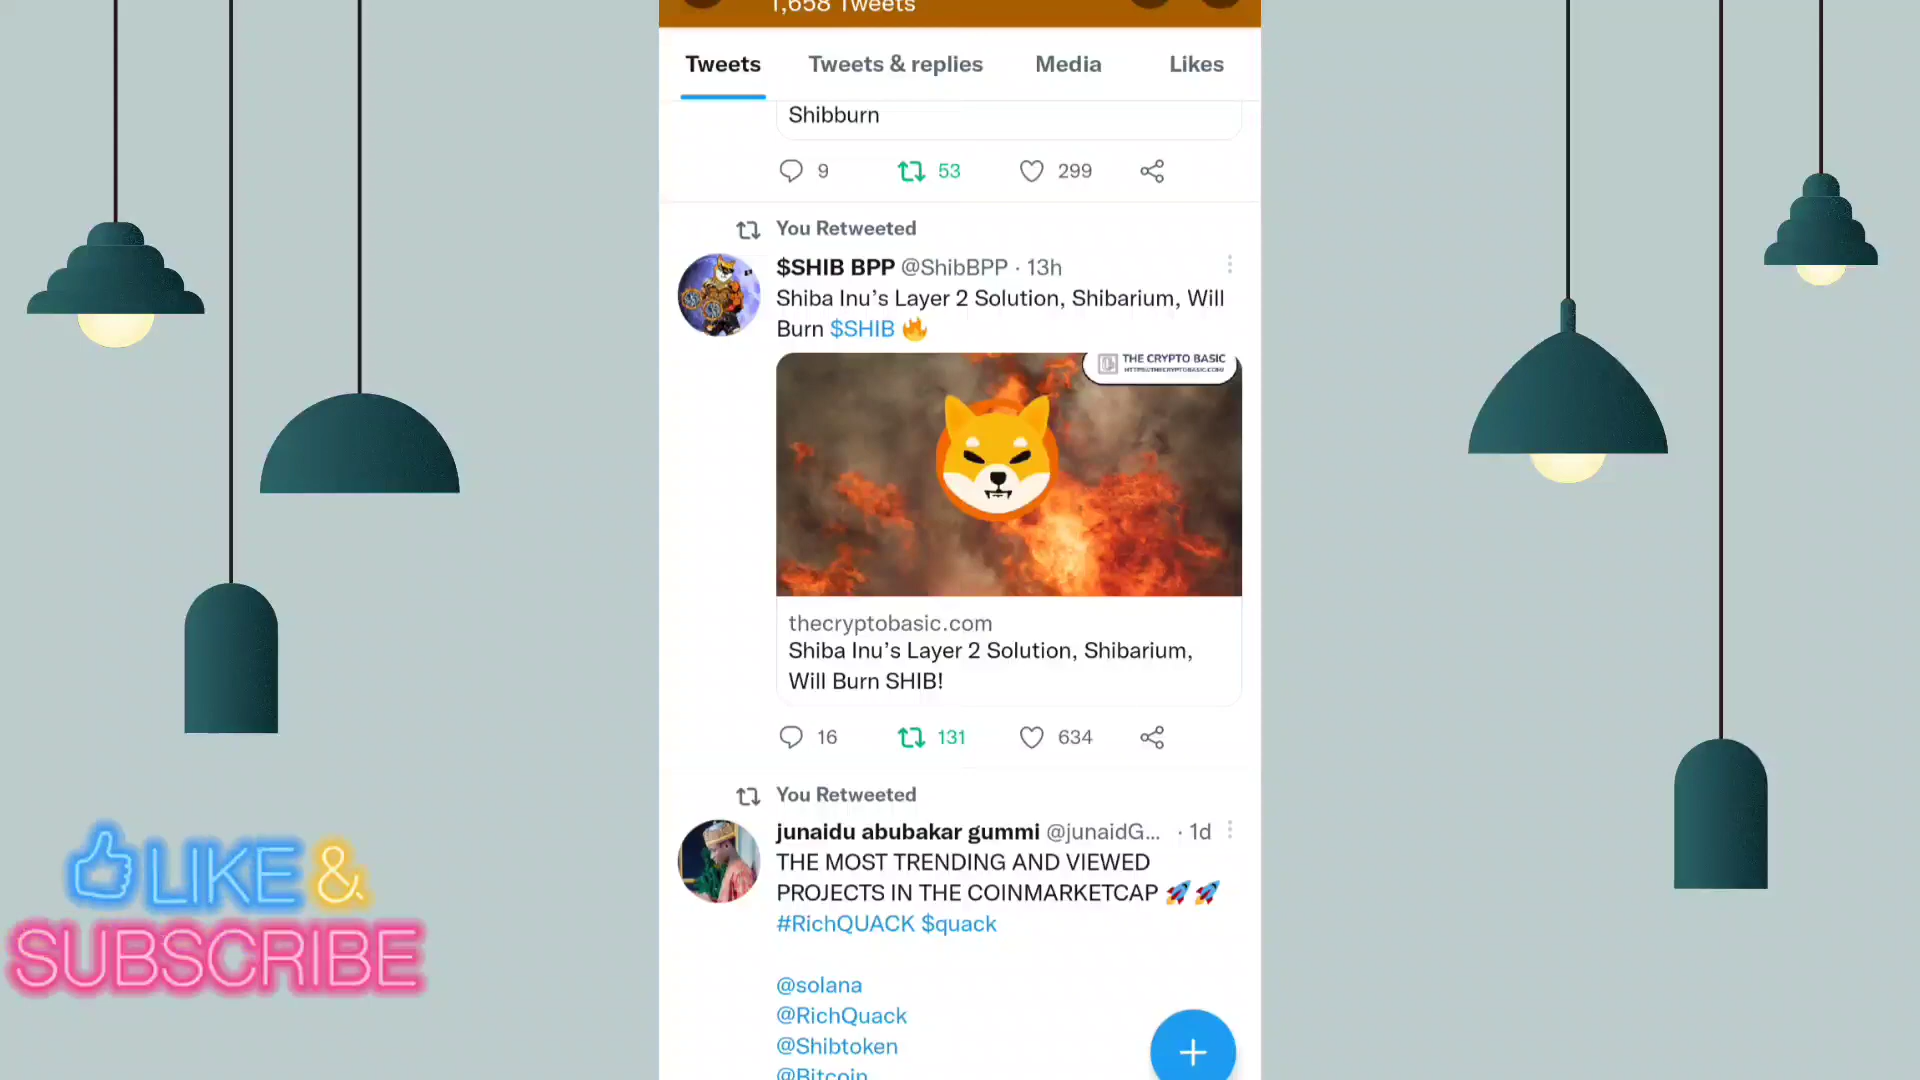 1,658 Tweets
Tweets Tweets & replies Media Likes
Shibburn
9 53 299
You Retweeted
$SHIB BPP @ShibBPP · 13h
Shiba Inu’s Layer 2 Solution, Shibarium, Will
Burn $SHIB 🔥
THE CRYPTO BASIC
HTTPS://THECRYPTOBASIC.COM/
thecryptobasic.com
Shiba Inu’s Layer 2 Solution, Shibarium,
Will Burn SHIB!
16 131 634
You Retweeted
junaidu abubakar gummi @junaidG... · 1d
THE MOST TRENDING AND VIEWED
PROJECTS IN THE COINMARKETCAP 🚀🚀
#RichQUACK $quack
@solana
@RichQuack
@Shibtoken
@Bitcoin
LIKE &
SUBSCRIBE